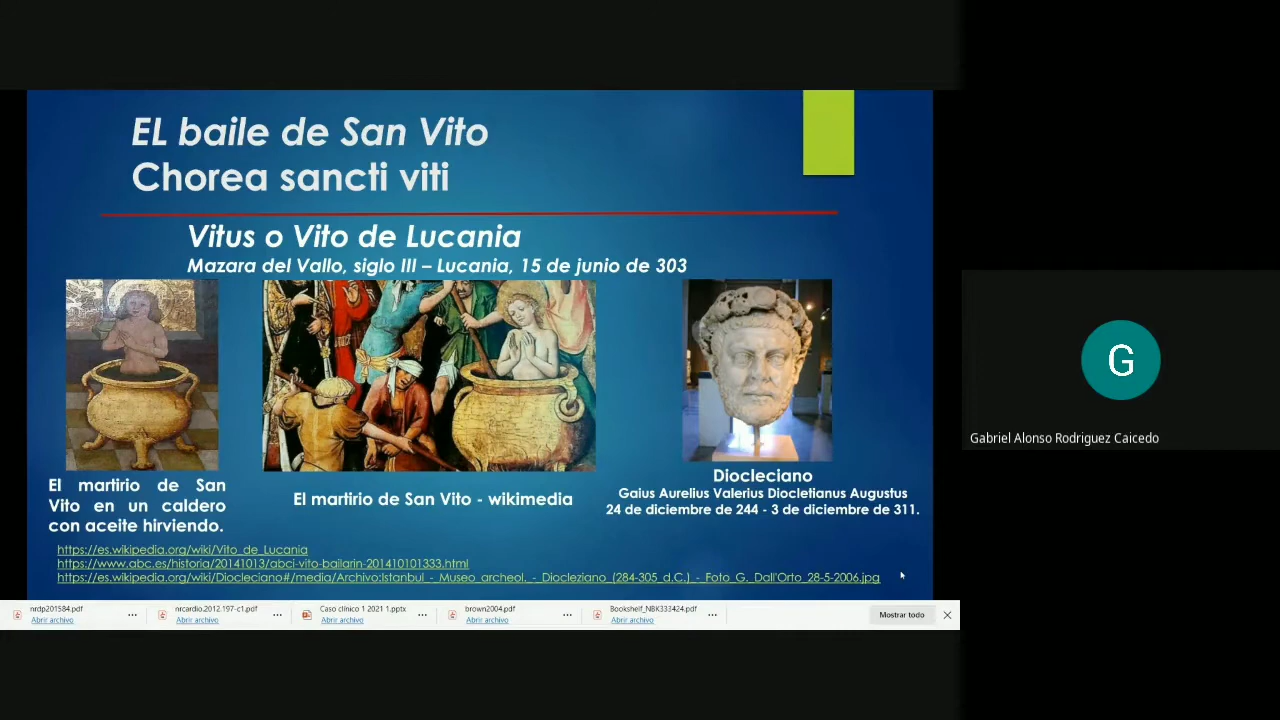 EL baile de San Vito
Chorea sancti viti
Vitus o Vito de Lucania
Mazara del Vallo, siglo III – Lucania, 15 de junio de 303
El martirio de San
Vito en un caldero
con aceite hirviendo.
El martirio de San Vito - wikimedia
Diocleciano
Gaius Aurelius Valerius Diocletianus Augustus
24 de diciembre de 244 - 3 de diciembre de 311.
https://es.wikipedia.org/wiki/Vito_de_Lucania
https://www.abc.es/historia/20141013/abci-vito-bailarin-201410101333.html
https://es.wikipedia.org/wiki/Diocleciano#/media/Archivo:Istanbul_-_Museo_archeol._-_Diocleziano_(284-305_d.C.)_-_Foto_G._Dall'Orto_28-5-2006.jpg
nrdp201584.pdf
Abrir archivo
nrcardio.2012.197-c1.pdf
Abrir archivo
Caso clínico 1 2021 1.pptx
Abrir archivo
brown2004.pdf
Abrir archivo
Bookshelf_NBK333424.pdf
Abrir archivo
Mostrar todo
G
Gabriel Alonso Rodriguez Caicedo